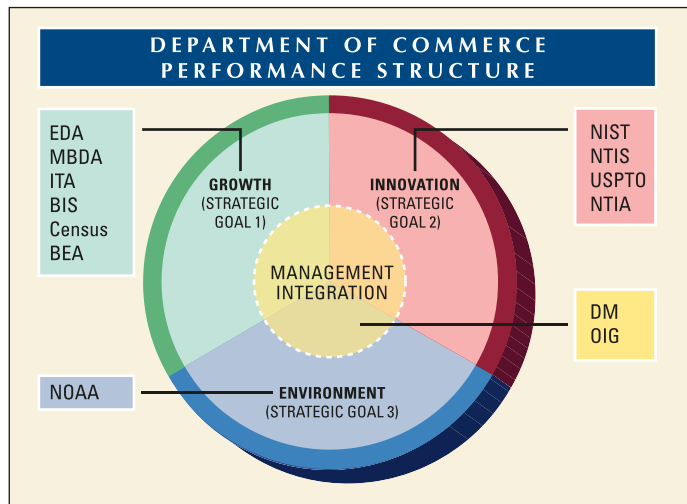 DEPARTMENT OF COMMERCE
PERFORMANCE STRUCTURE
EDA
MBDA
ITA
BIS
Census
BEA
GROWTH
(STRATEGIC
GOAL 1)
INNOVATION
(STRATEGIC
GOAL 2)
NIST
NTIS
USPTO
NTIA
MANAGEMENT
INTEGRATION
DM
OIG
NOAA
ENVIRONMENT
(STRATEGIC GOAL 3)